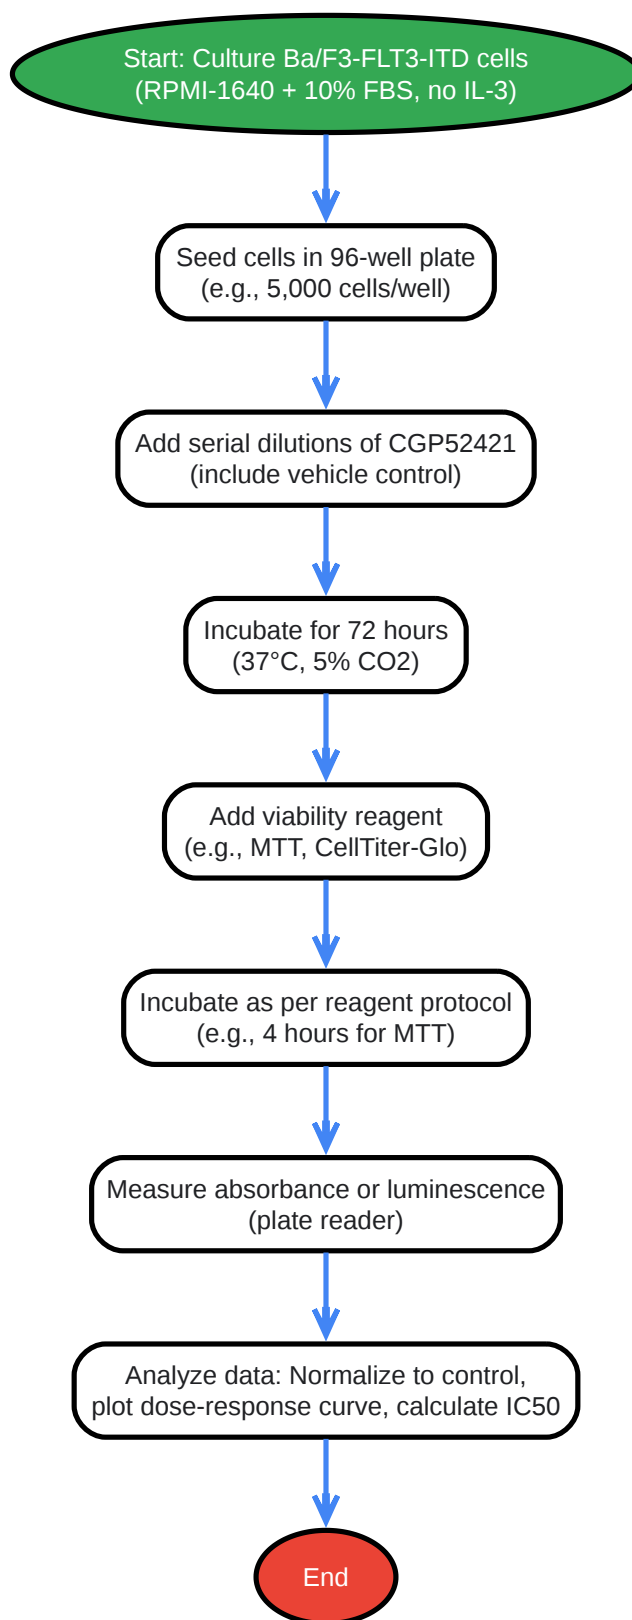 Start: Culture Ba/F3-FLT3-ITD cells
(RPMI-1640 + 10% FBS, no IL-3)
Seed cells in 96-well plate
(e.g., 5,000 cells/well)
Add serial dilutions of CGP52421
(include vehicle control)
Incubate for 72 hours
(37°C, 5% CO2)
Add viability reagent
(e.g., MTT, CellTiter-Glo)
Incubate as per reagent protocol
(e.g., 4 hours for MTT)
Measure absorbance or luminescence
(plate reader)
Analyze data: Normalize to control,
plot dose-response curve, calculate IC50
End